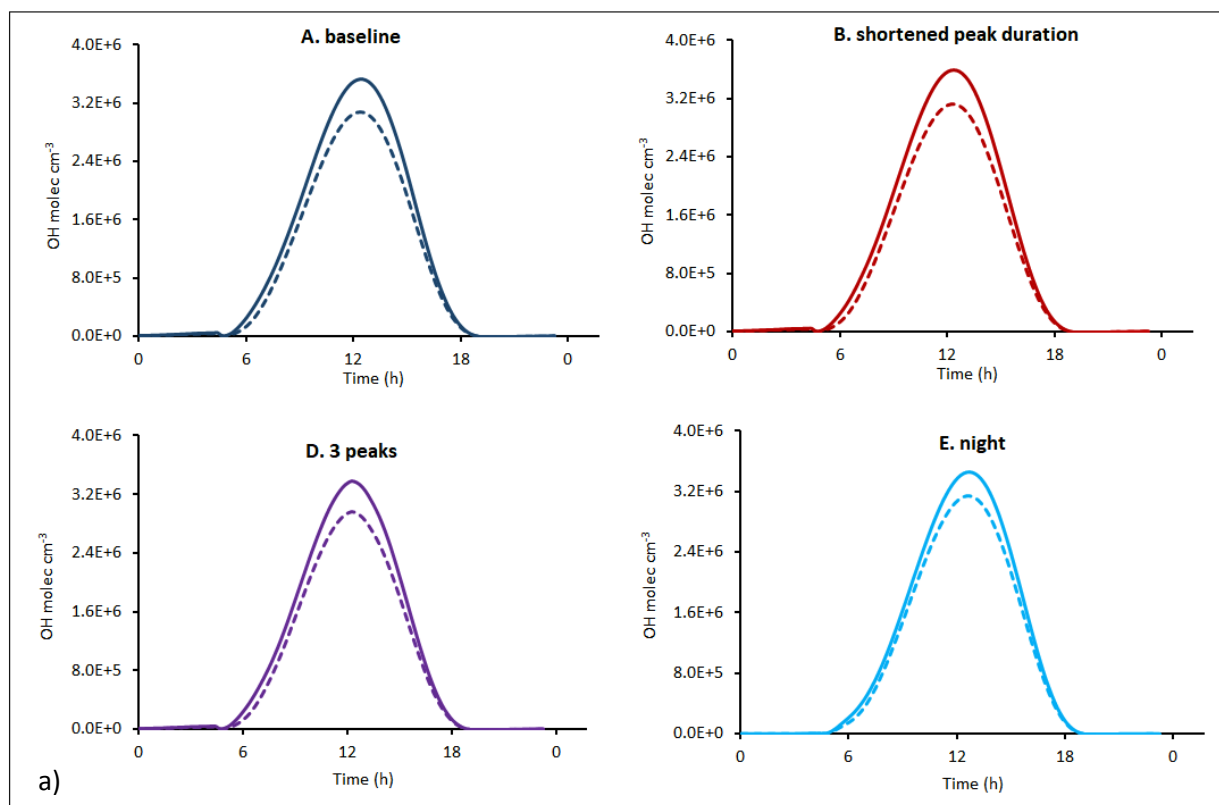 A. baseline
4.0E+6
3.2E+6
2.4E+6
1.6E+6
8.0E+5
0.0E+0
OH molec cm⁻³
0 6 12 18 0
Time (h)
B. shortened peak duration
4.0E+6
3.2E+6
2.4E+6
1.6E+6
8.0E+5
0.0E+0
OH molec cm⁻³
0 6 12 18 0
Time (h)
D. 3 peaks
4.0E+6
3.2E+6
2.4E+6
1.6E+6
8.0E+5
0.0E+0
OH molec cm⁻³
0 6 12 18 0
Time (h)
E. night
4.0E+6
3.2E+6
2.4E+6
1.6E+6
8.0E+5
0.0E+0
OH molec cm⁻³
0 6 12 18 0
Time (h)
a)